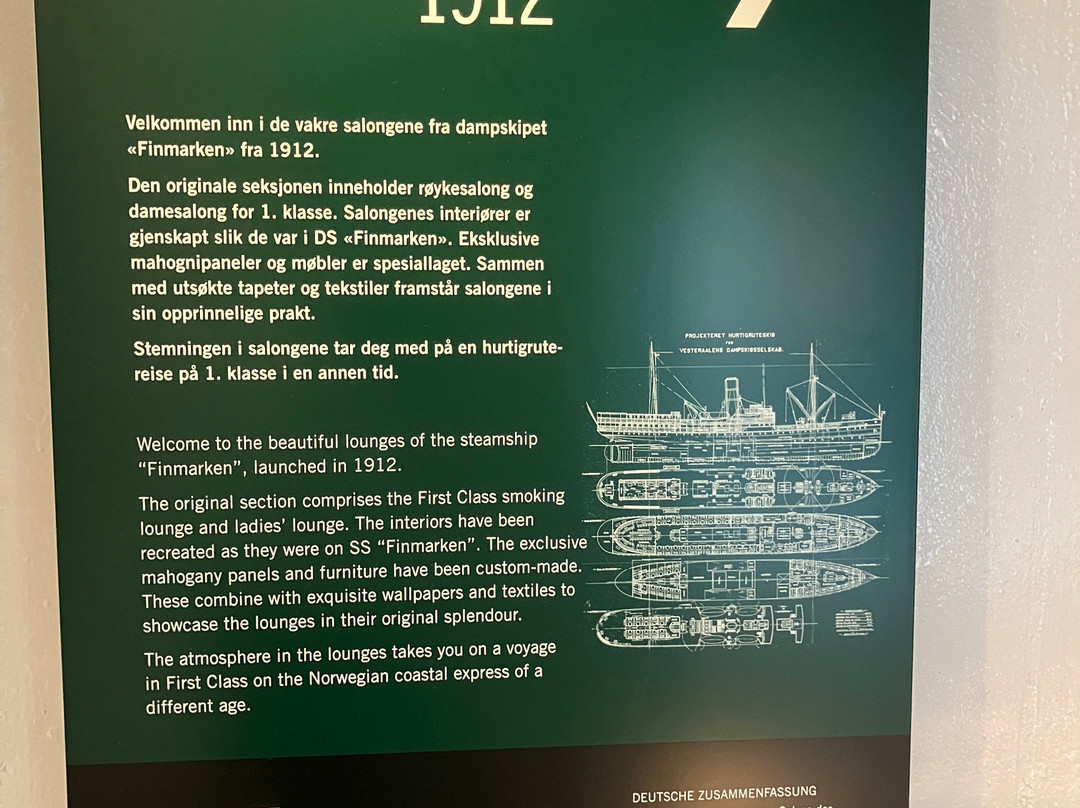 1912
Velkommen inn i de vakre salongene fra dampskipet
«Finmarken» fra 1912.
Den originale seksjonen inneholder røykesalong og
damesalong for 1. klasse. Salongenes interiører er
gjenskapt slik de var i DS «Finmarken». Eksklusive
mahognipaneler og møbler er spesiallaget. Sammen
med utsøkte tapeter og tekstiler framstår salongene i
sin opprinnelige prakt.
Stemningen i salongene tar deg med på en hurtigrute-
reise på 1. klasse i en annen tid.
PROJEKTERET HURTIGRUTESKIB
FOR
VESTERAALENS DAMPSKIBSSELSKAB.
Welcome to the beautiful lounges of the steamship
“Finmarken”, launched in 1912.
The original section comprises the First Class smoking
lounge and ladies’ lounge. The interiors have been
recreated as they were on SS “Finmarken”. The exclusive
mahogany panels and furniture have been custom-made.
These combine with exquisite wallpapers and textiles to
showcase the lounges in their original splendour.
The atmosphere in the lounges takes you on a voyage
in First Class on the Norwegian coastal express of a
different age.
DEUTSCHE ZUSAMMENFASSUNG